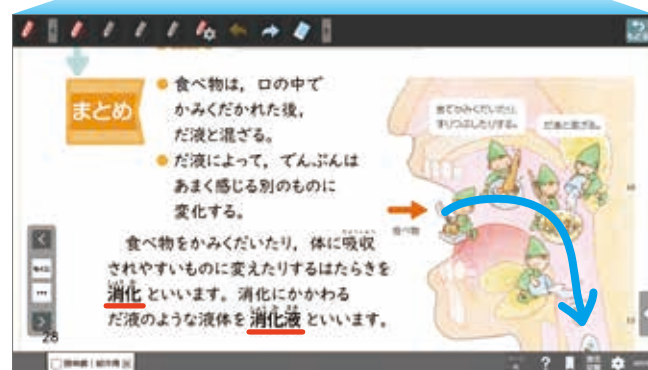 まとめ
食べ物は，口の中で
かみくだかれた後，
だ液と混ざる。
だ液によって，でんぷんは
あまく感じる別のものに
変化する。
食べ物をかみくだいたり，体に吸収
されやすいものに変えたりするはたらきを
消化といいます。消化にかかわる
だ液のような液体を消化液といいます。
歯でかみくだいたり，
すりつぶしたりする。
だ液と混ざる。
食べ物
28